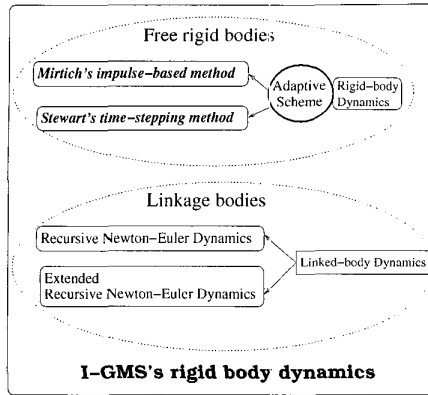 Free rigid bodies
Mirtich's impulse-based method
Adaptive
Scheme
Rigid-body
Dynamics
Stewart's time-stepping method
Linkage bodies
Recursive Newton-Euler Dynamics
Linked-body Dynamics
Extended
Recursive Newton-Euler Dynamics
I-GMS's rigid body dynamics